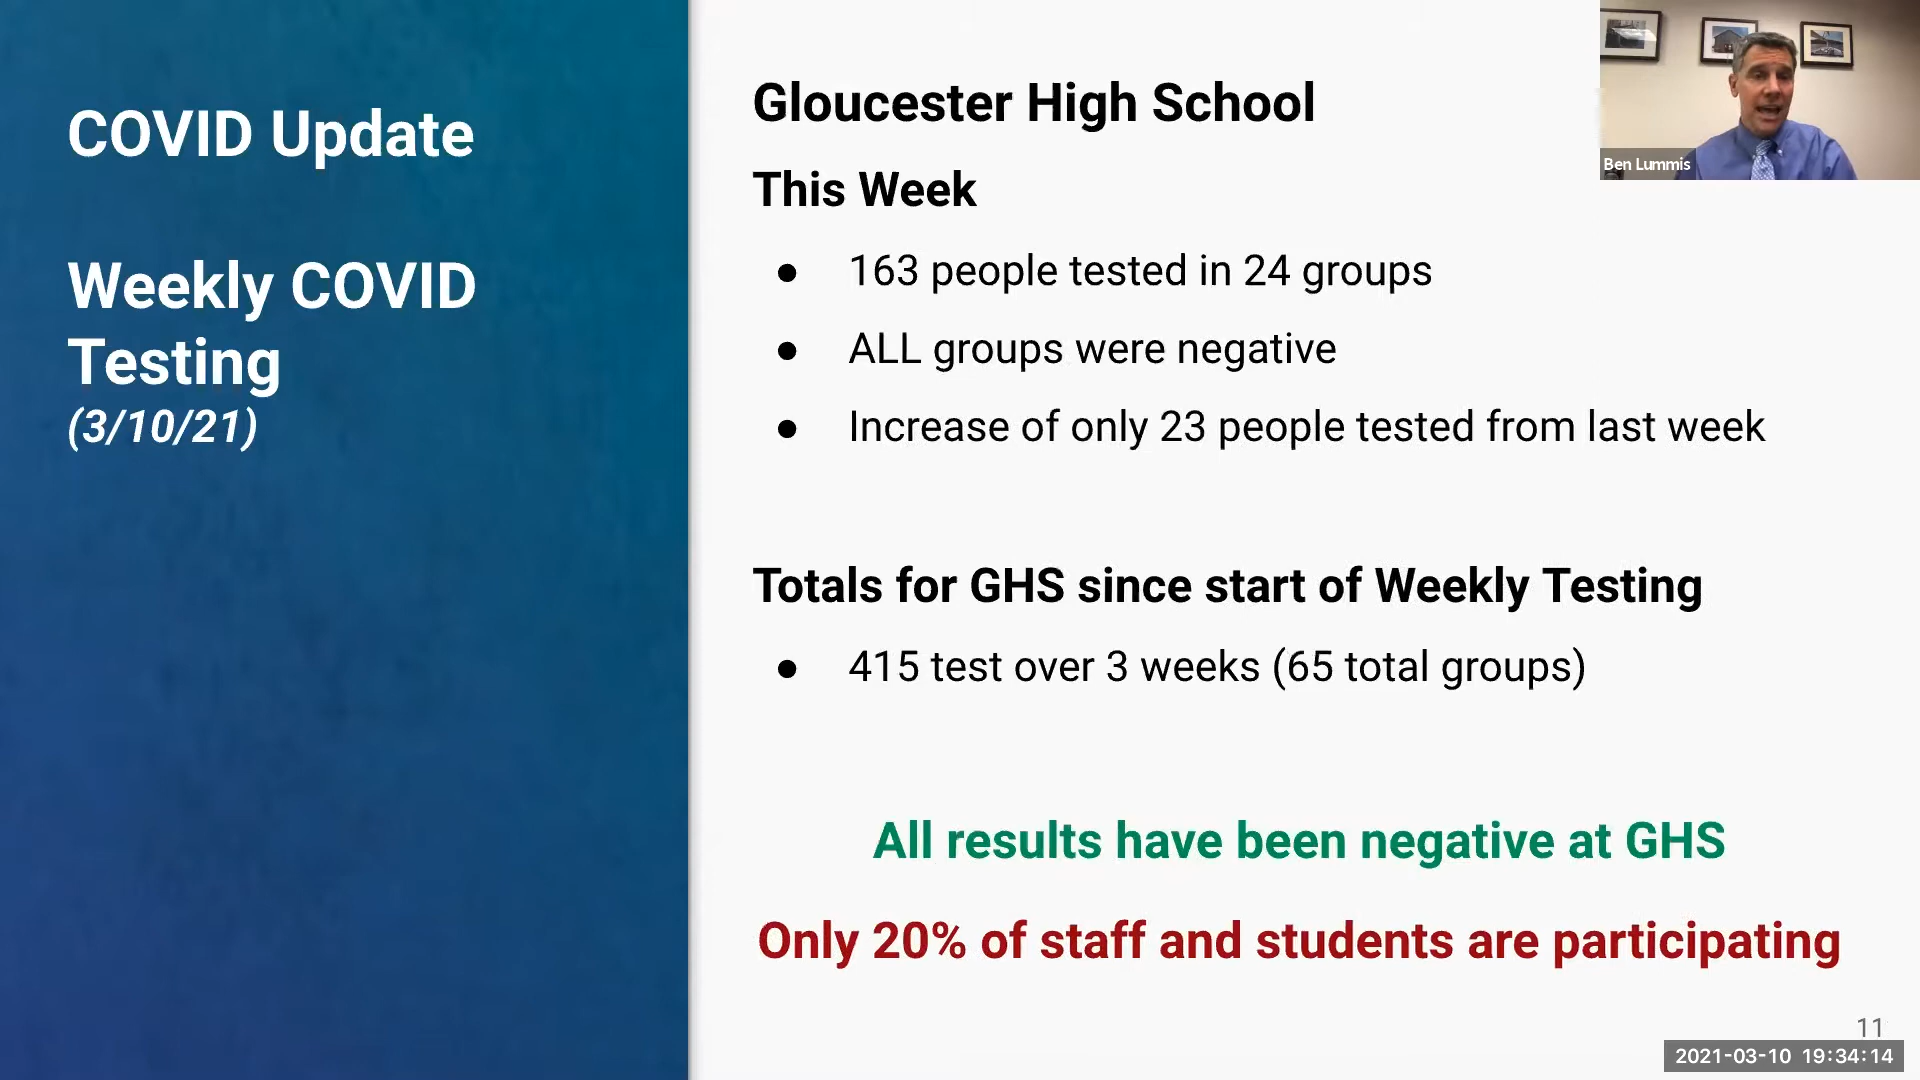 COVID Update
Weekly COVID
Testing
(3/10/21)
Gloucester High School
This Week
● 163 people tested in 24 groups
● ALL groups were negative
● Increase of only 23 people tested from last week
Totals for GHS since start of Weekly Testing
● 415 test over 3 weeks (65 total groups)
All results have been negative at GHS
Only 20% of staff and students are participating
11
Ben Lummis
2021-03-10 19:34:14